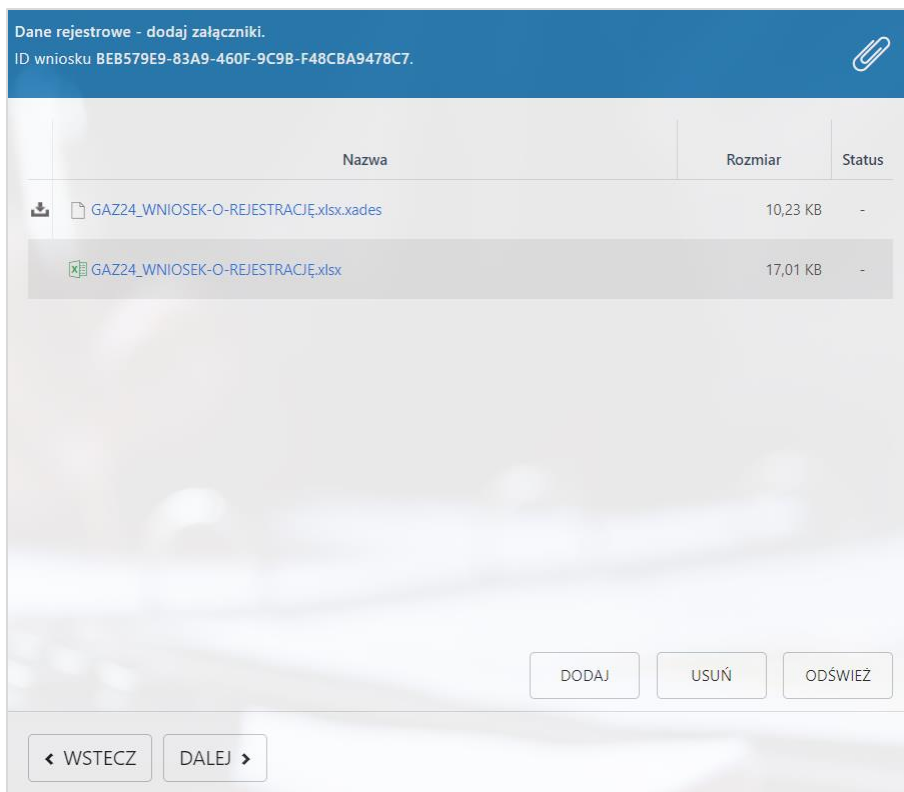 Dane rejestrowe - dodaj załączniki.
ID wniosku BEB579E9-83A9-460F-9C9B-F48CBA9478C7.
Nazwa Rozmiar Status
GAZ24_WNIOSEK-O-REJESTRACJĘ.xlsx.xades 10,23 KB -
GAZ24_WNIOSEK-O-REJESTRACJĘ.xlsx 17,01 KB -
DODAJ USUŃ ODŚWIEŻ
WSTECZ DALEJ